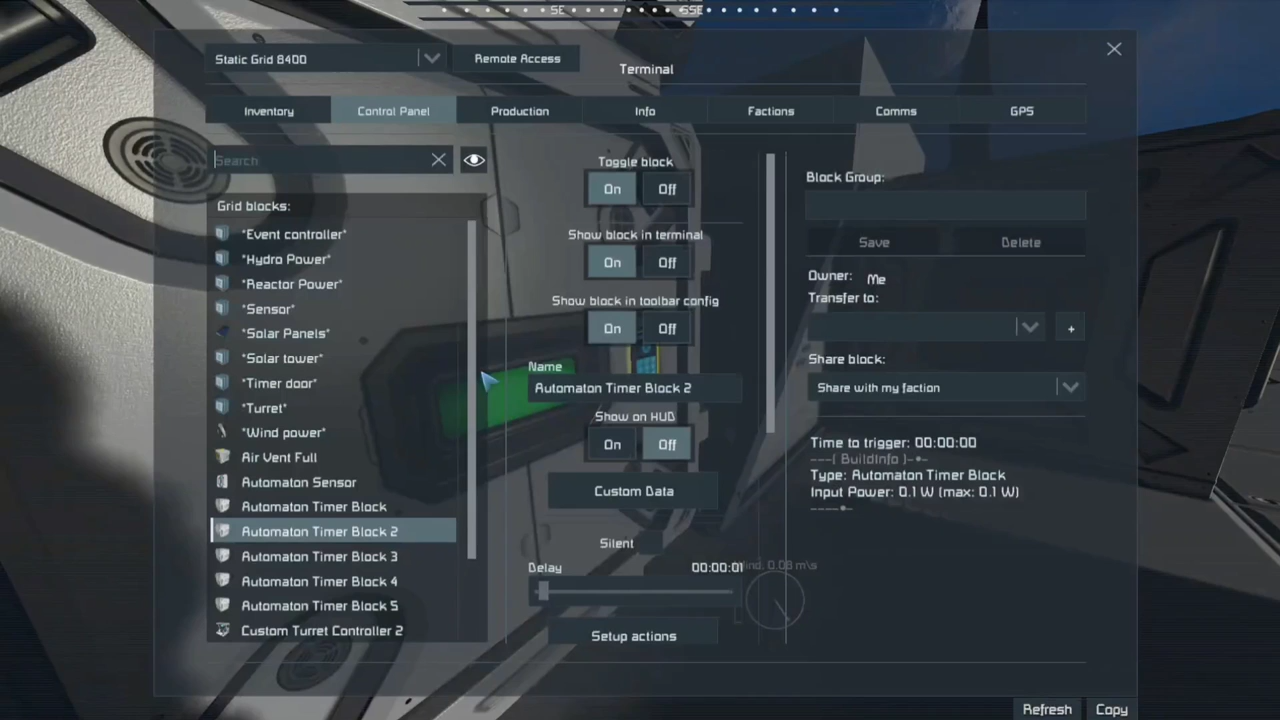 SE SSE
Static Grid 8400
Remote Access
Terminal
Inventory
Control Panel
Production
Info
Factions
Comms
GPS
Search
Grid blocks:
*Event controller*
*Hydro Power*
*Reactor Power*
*Sensor*
*Solar Panels*
*Solar tower*
*Timer door*
*Turret*
*Wind power*
Air Vent Full
Automaton Sensor
Automaton Timer Block
Automaton Timer Block 2
Automaton Timer Block 3
Automaton Timer Block 4
Automaton Timer Block 5
Custom Turret Controller 2
Toggle block
On Off
Show block in terminal
On Off
Show block in toolbar config
On Off
Name
Automaton Timer Block 2
Show on HUD
On Off
Custom Data
Silent
Delay 00:00:01
Setup actions
Block Group:
Save Delete
Owner: Me
Transfer to:
+
Share block:
Share with my faction
Time to trigger: 00:00:00
---( BuildInfo )-•-
Type: Automaton Timer Block
Input Power: 0.1 W (max: 0.1 W)
----•-
0.08 m/s
Refresh
Copy